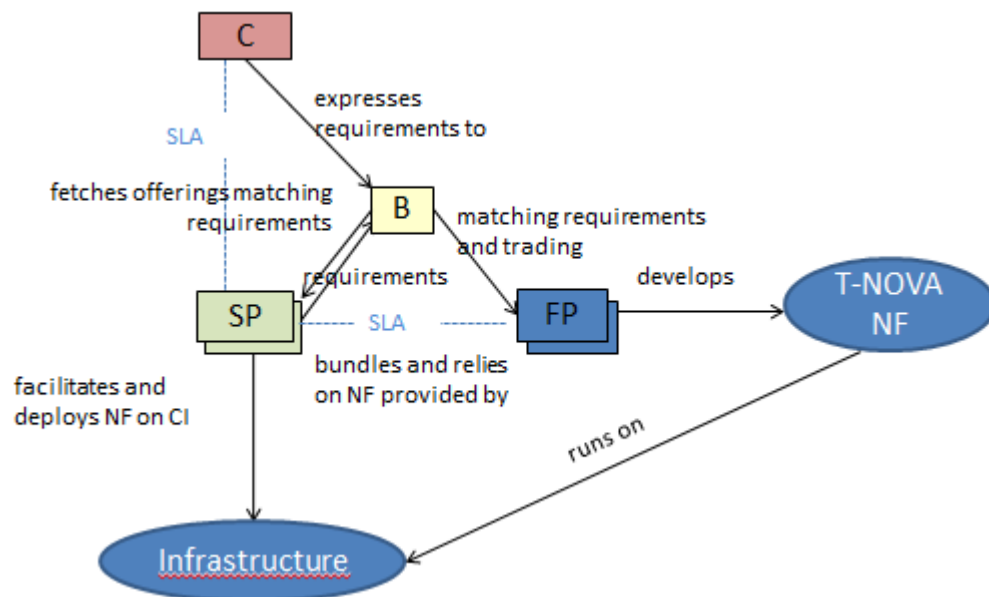 C
expresses
requirements to
SLA
fetches offerings matching
requirements
B
matching requirements
and trading
requirements
develops
T-NOVA
NF
SP
SLA
FP
bundles and relies
on NF provided by
facilitates and
deploys NF on CI
runs on
Infrastructure